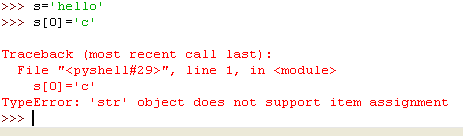 >>> s='hello'
>>> s[0]='c'
Traceback (most recent call last):
  File "<pyshell#29>", line 1, in <module>
    s[0]='c'
TypeError: 'str' object does not support item assignment
>>>